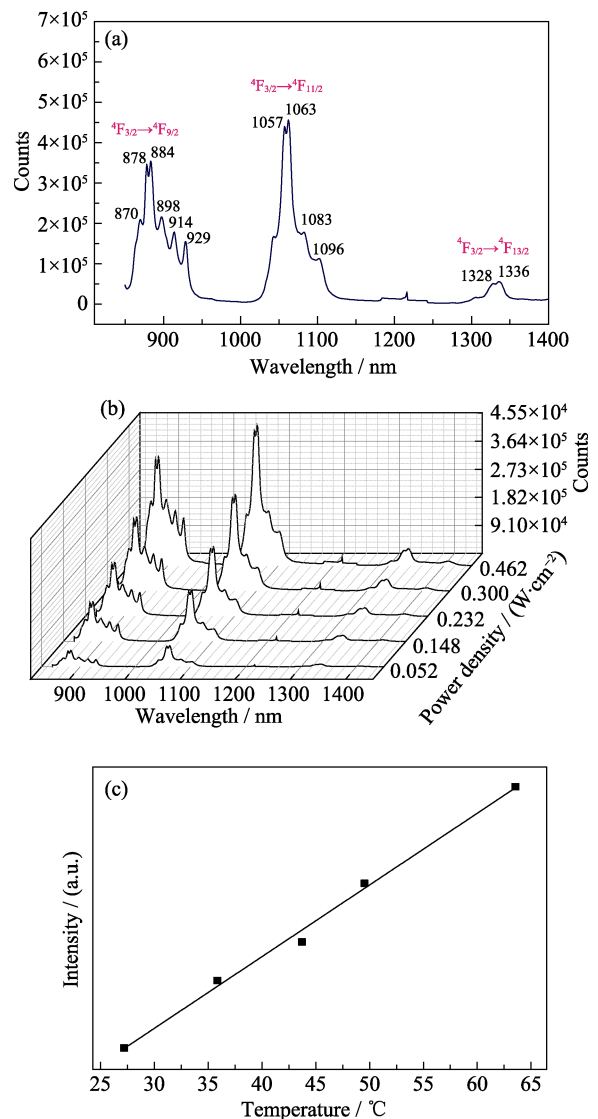 (a)
7×10⁵
6×10⁵
5×10⁵
4×10⁵
3×10⁵
2×10⁵
1×10⁵
0
Counts
⁴F₃/₂→⁴F₉/₂
878 884
870
898
914
929
⁴F₃/₂→⁴F₁₁/₂
1057 1063
1083
1096
⁴F₃/₂→⁴F₁₃/₂
1328 1336
900 1000 1100 1200 1300 1400
Wavelength / nm
(b)
4.55×10⁴
3.64×10⁵
2.73×10⁵
1.82×10⁵
9.10×10⁴
Counts
0.462
0.300
0.232
0.148
0.052
Power density / (W·cm⁻²)
900 1000 1100 1200 1300 1400
Wavelength / nm
(c)
Intensity / (a.u.)
25 30 35 40 45 50 55 60 65
Temperature / ℃